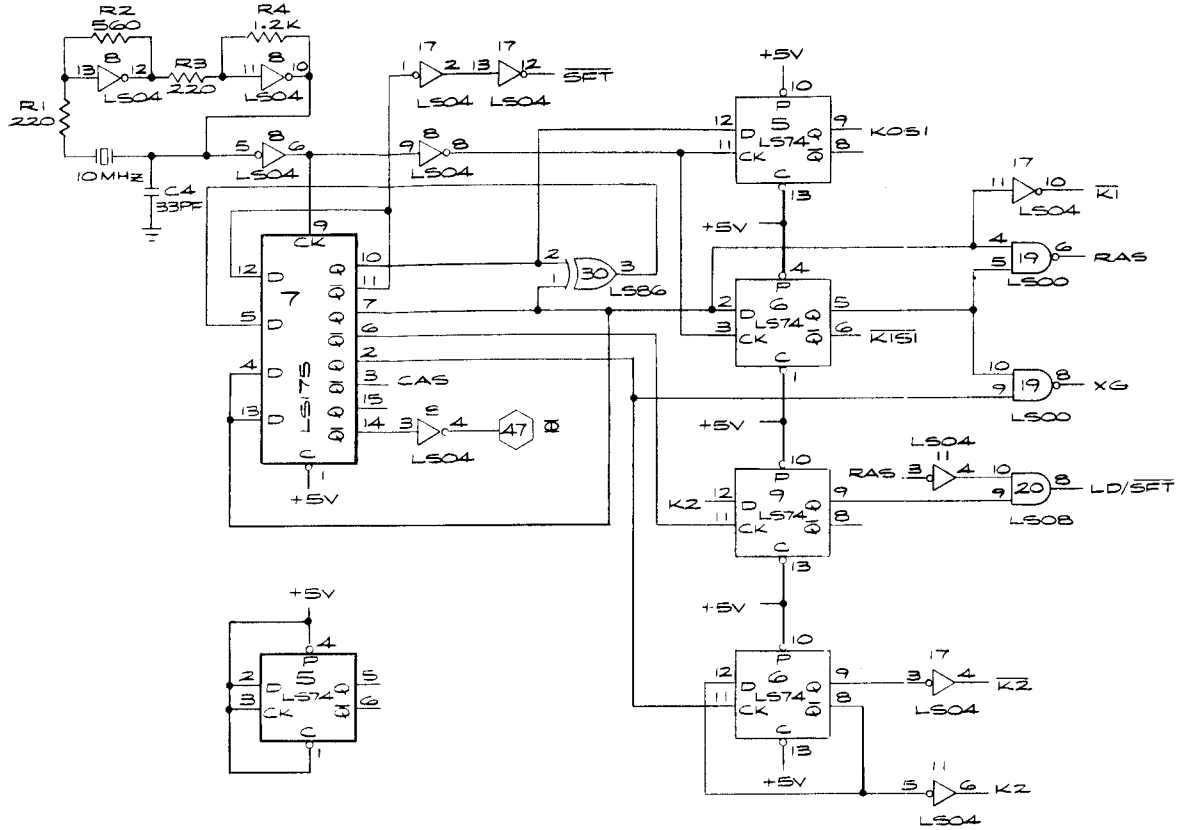 R2
560
R4
1.2K
8
13 12
LS04
R3
220
8
11 10
LS04
R1
220
10MHZ
C4
33PF
8
5 6
LS04
8
9 8
LS04
17
1 2
LS04
17
13 12
LS04
SFT
9
CK
12 D
5 D
4 D
13 D
7
LS175
Q 10
Q 11
Q 7
Q 6
Q 2
Q 3 CAS
Q 15
Q 14
C
1
+5V
8
3 4
LS04
47 Φ
2
1
30
3
LS86
+5V
10
P
5
12 D LS74 Q 9 KOSI
11 CK Q 8
C
13
+5V
4
P
6
2 D LS74 Q 5
3 CK Q 6 KISI
C
1
+5V
10
P
9
K2 12 D LS74 Q 9
11 CK Q 8
C
13
+5V
10
P
6
12 D LS74 Q 9
11 CK Q 8
C
13
+5V
17
11 10 K1
LS04
4
5
19
6 RAS
LS00
10
9
19
8 XG
LS00
LS04
11
RAS 3 4
10
9
20
8 LD/SFT
LS08
17
3 4 K2
LS04
11
5 6 K2
LS04
+5V
4
P
5
2 D LS74 Q 5
3 CK Q 6
C
1